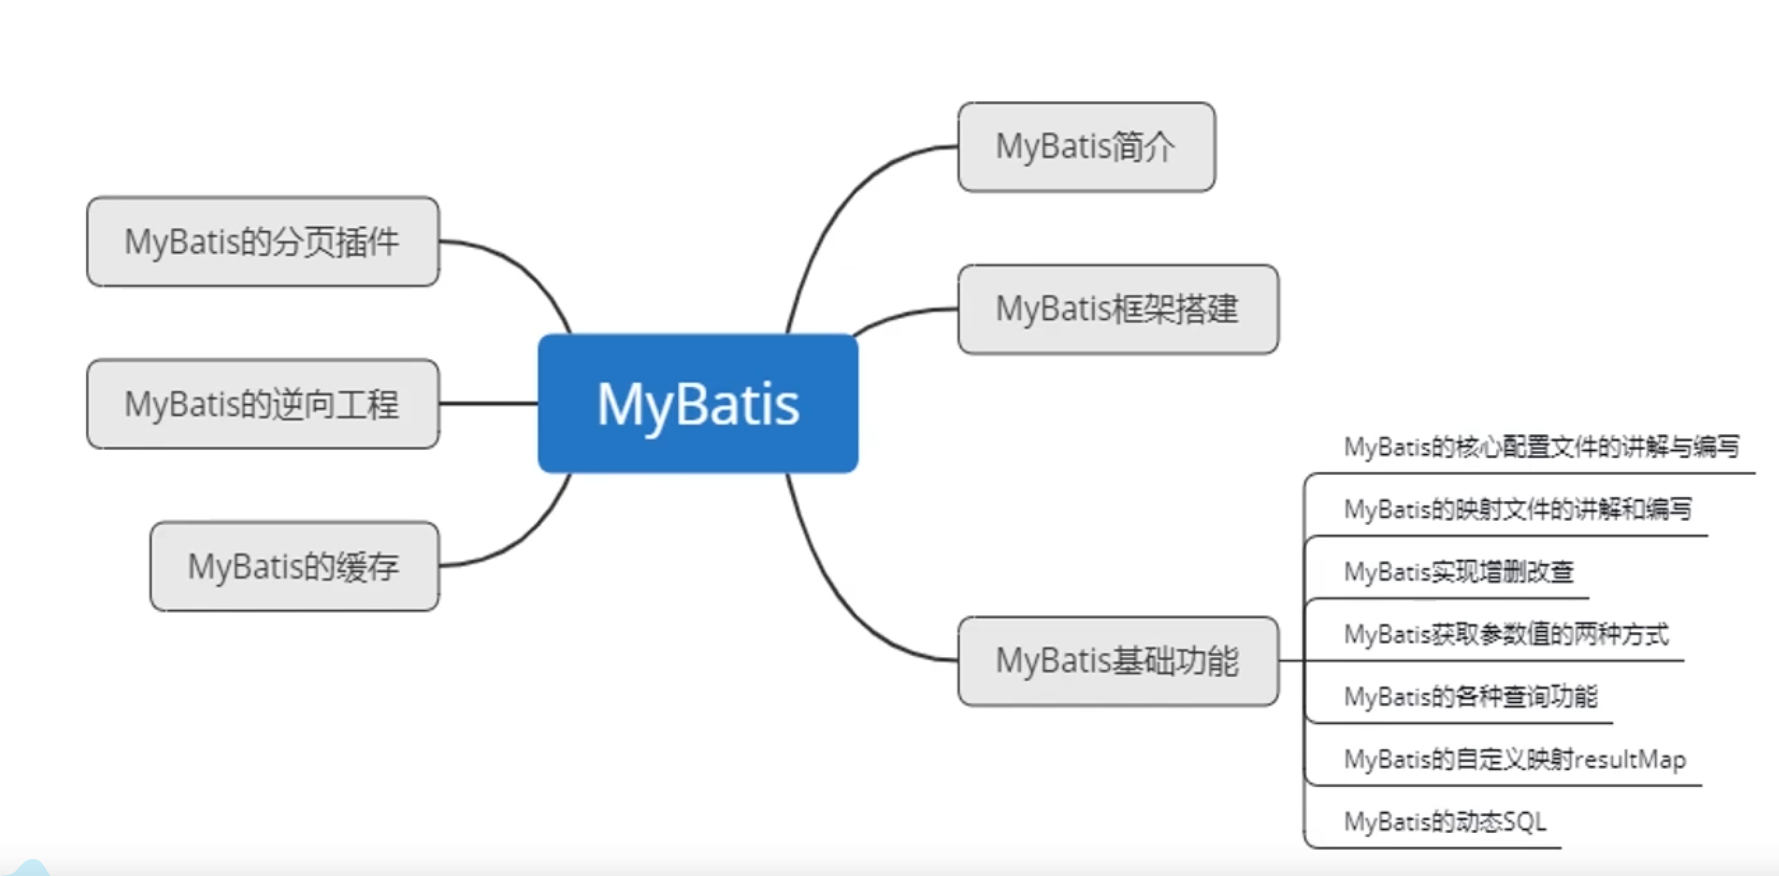 MyBatis
MyBatis简介
MyBatis框架搭建
MyBatis基础功能
MyBatis的核心配置文件的讲解与编写
MyBatis的映射文件的讲解和编写
MyBatis实现增删改查
MyBatis获取参数值的两种方式
MyBatis的各种查询功能
MyBatis的自定义映射resultMap
MyBatis的动态SQL
MyBatis的分页插件
MyBatis的逆向工程
MyBatis的缓存